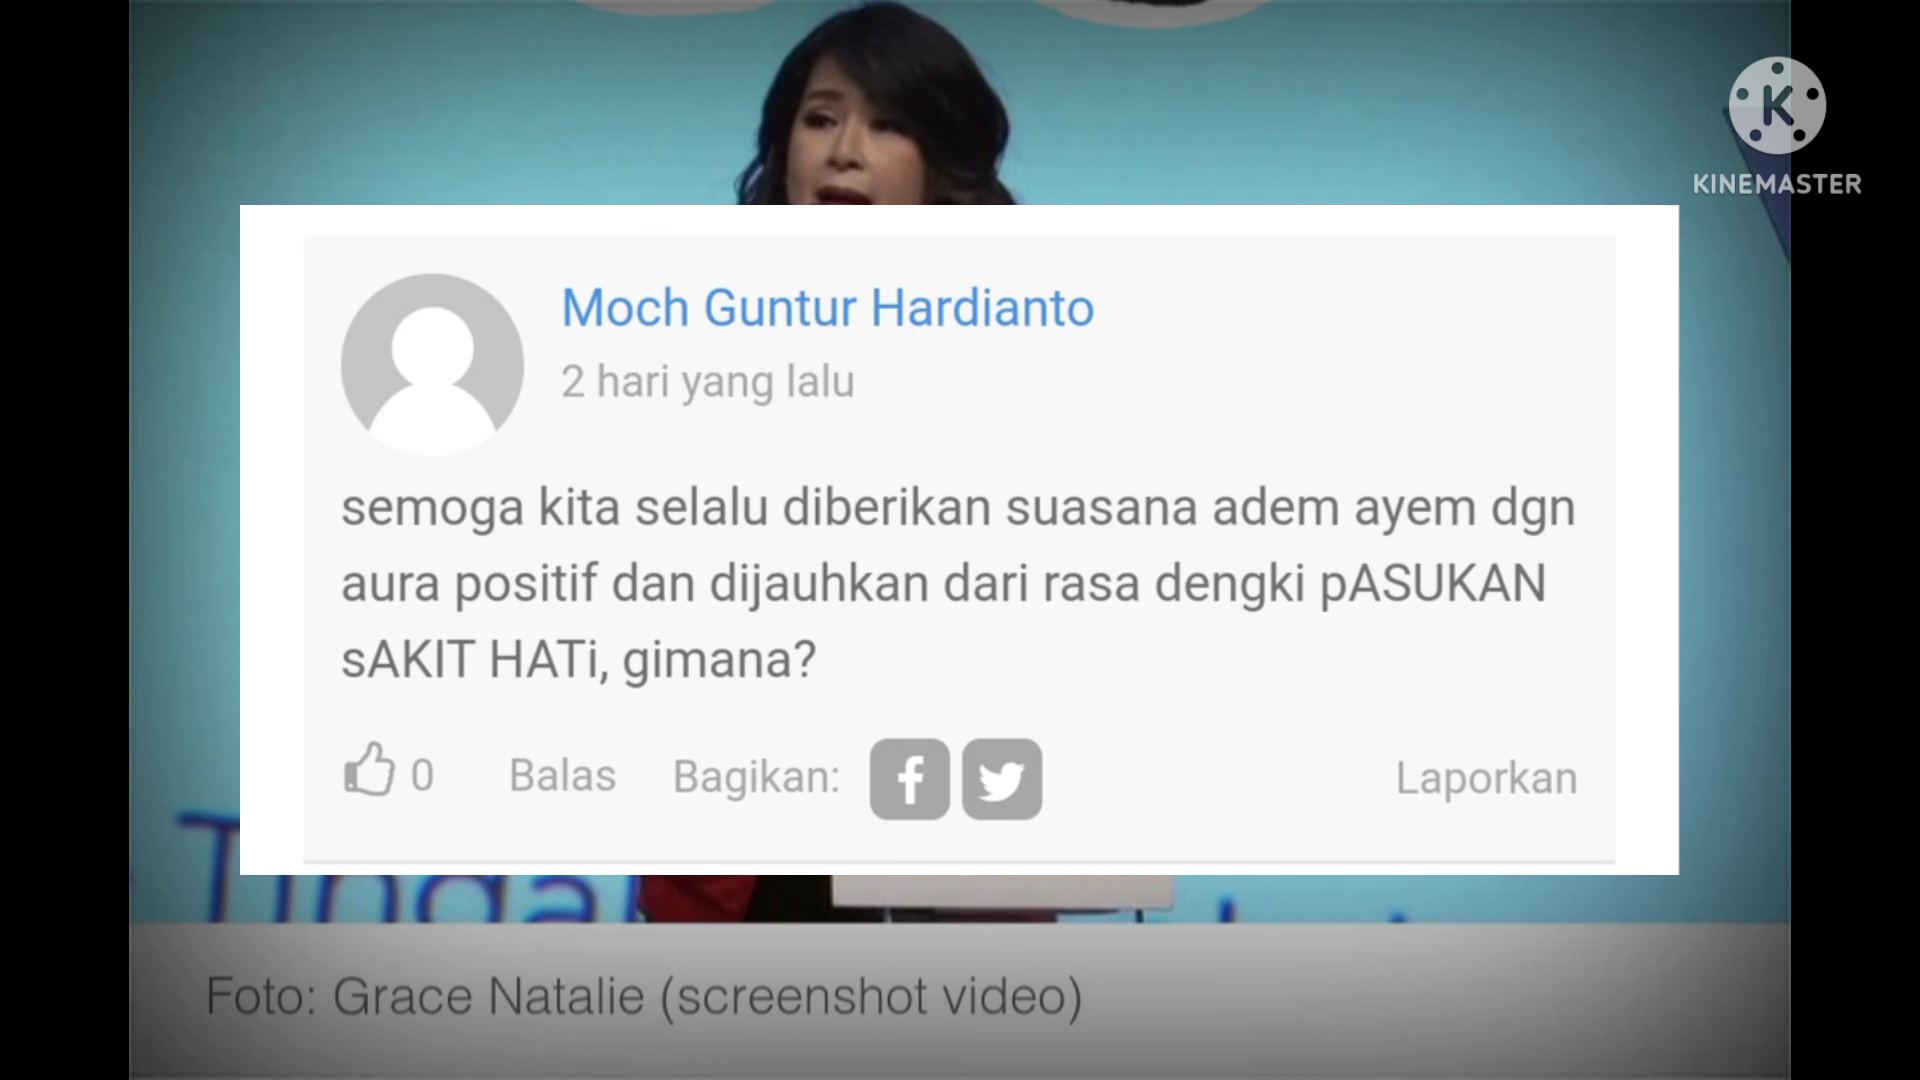 KINEMASTER
Moch Guntur Hardianto
2 hari yang lalu
semoga kita selalu diberikan suasana adem ayem dgn
aura positif dan dijauhkan dari rasa dengki pASUKAN
sAKIT HATi, gimana?
0 Balas Bagikan: Laporkan
Foto: Grace Natalie (screenshot video)